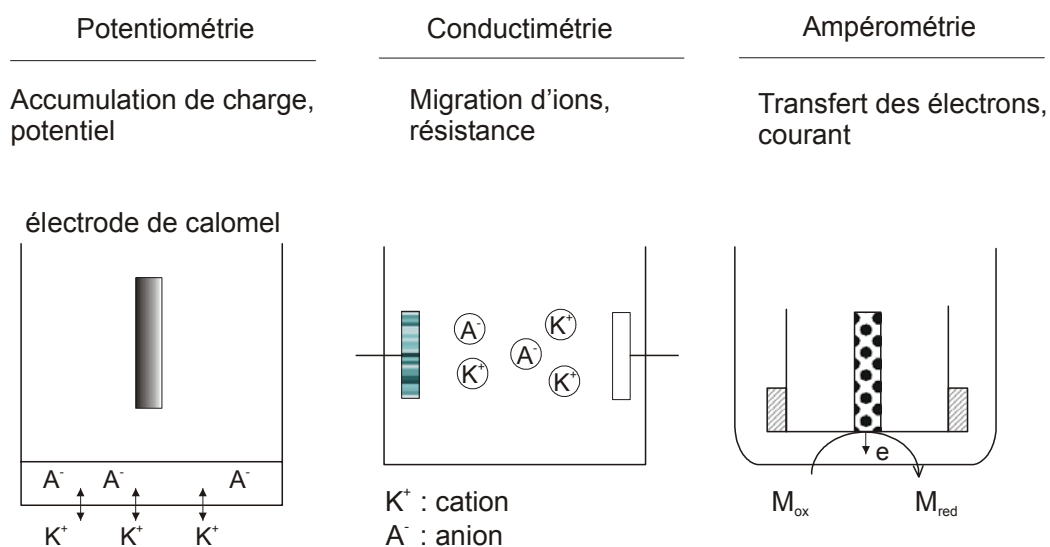 Potentiométrie
Accumulation de charge,
potentiel
électrode de calomel
A⁻ A⁻ A⁻
K⁺ K⁺ K⁺
Conductimétrie
Migration d'ions,
résistance
A⁻ K⁺
A⁻
K⁺ K⁺
K⁺ : cation
A⁻ : anion
Ampérométrie
Transfert des électrons,
courant
e
Mox Mred